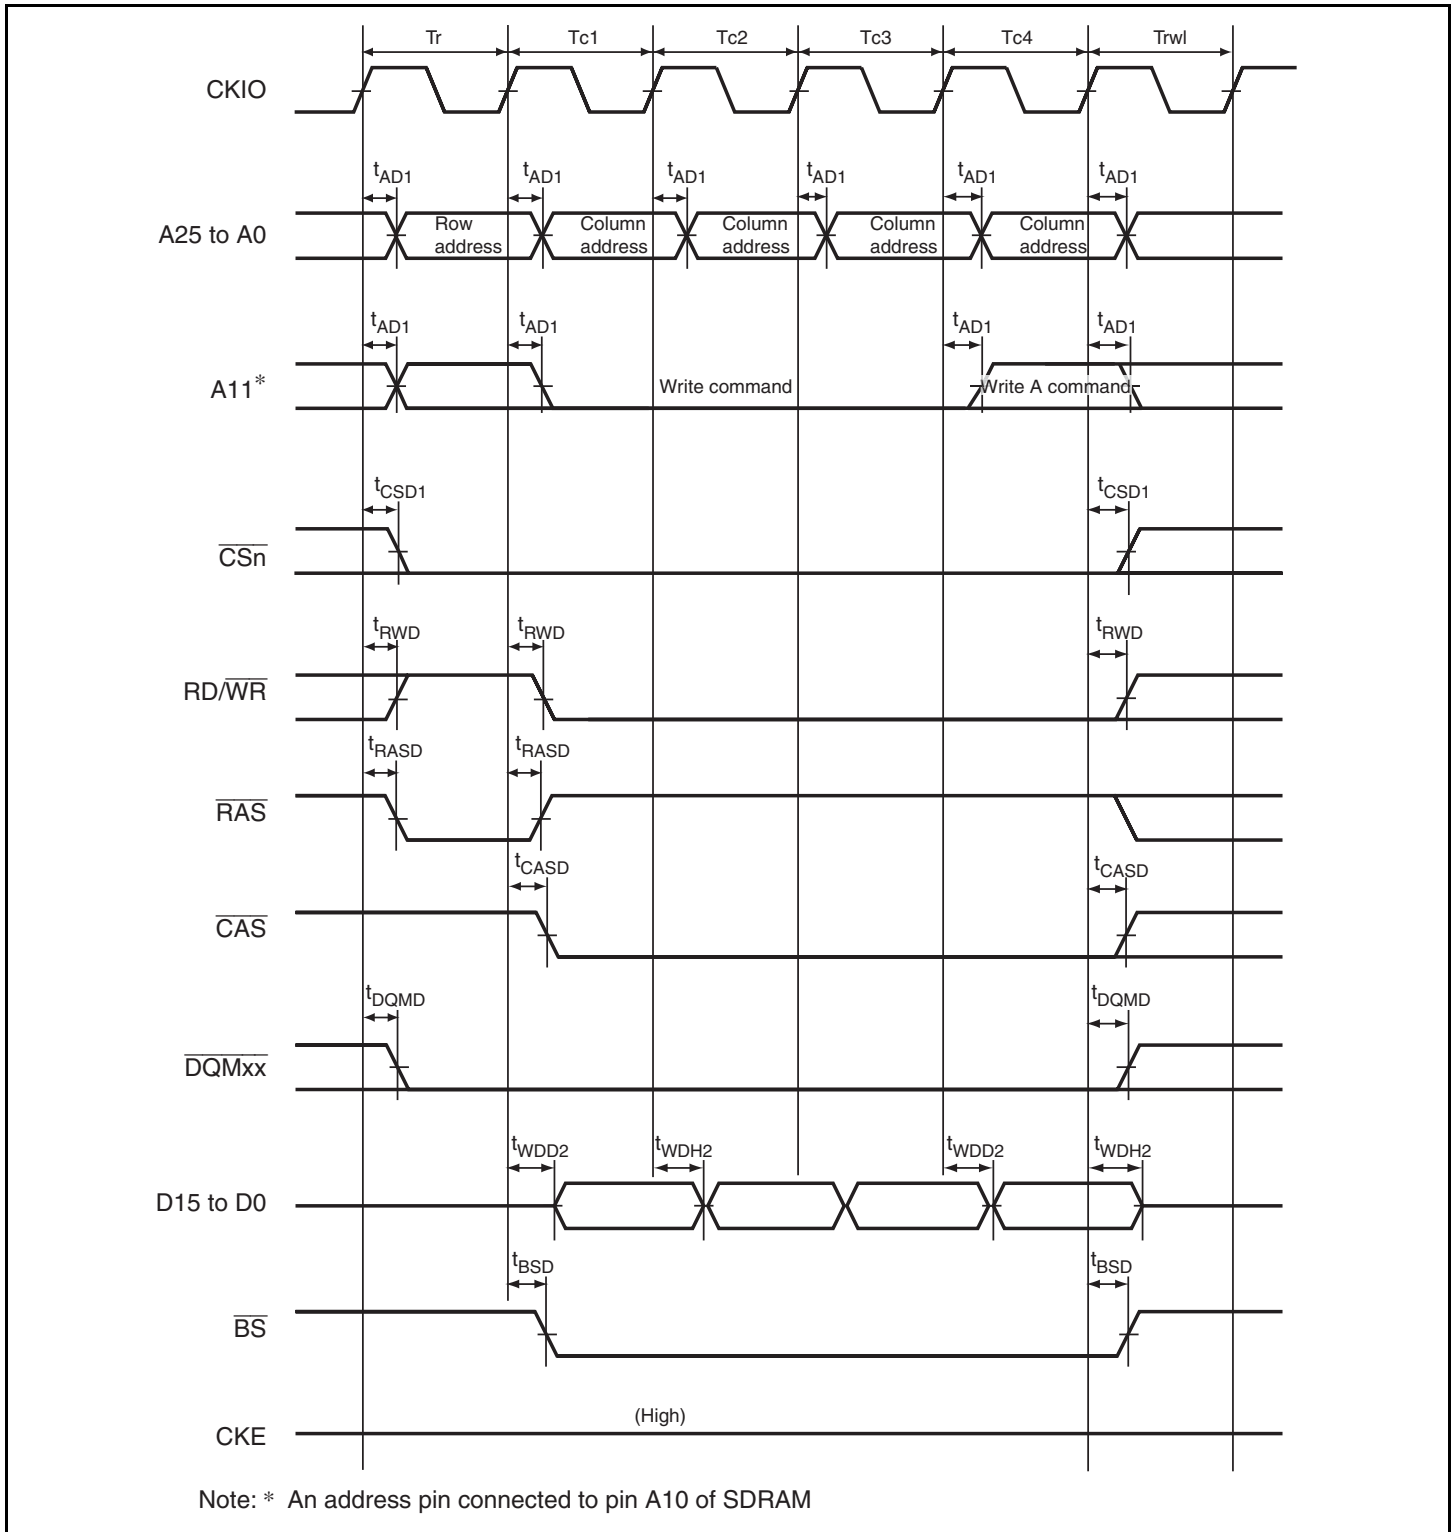 Tr Tc1 Tc2 Tc3 Tc4 Trwl
CKIO
tAD1 tAD1 tAD1 tAD1 tAD1 tAD1
A25 to A0
Row address
Column address
Column address
Column address
Column address
tAD1 tAD1 tAD1 tAD1
A11*
Write command
Write A command
tCSD1 tCSD1
CSn
tRWD tRWD tRWD
RD/WR
tRASD tRASD
RAS
tCASD tCASD
CAS
tDQMD tDQMD
DQMxx
tWDD2 tWDH2 tWDD2 tWDH2
D15 to D0
tBSD tBSD
BS
(High)
CKE
Note: * An address pin connected to pin A10 of SDRAM